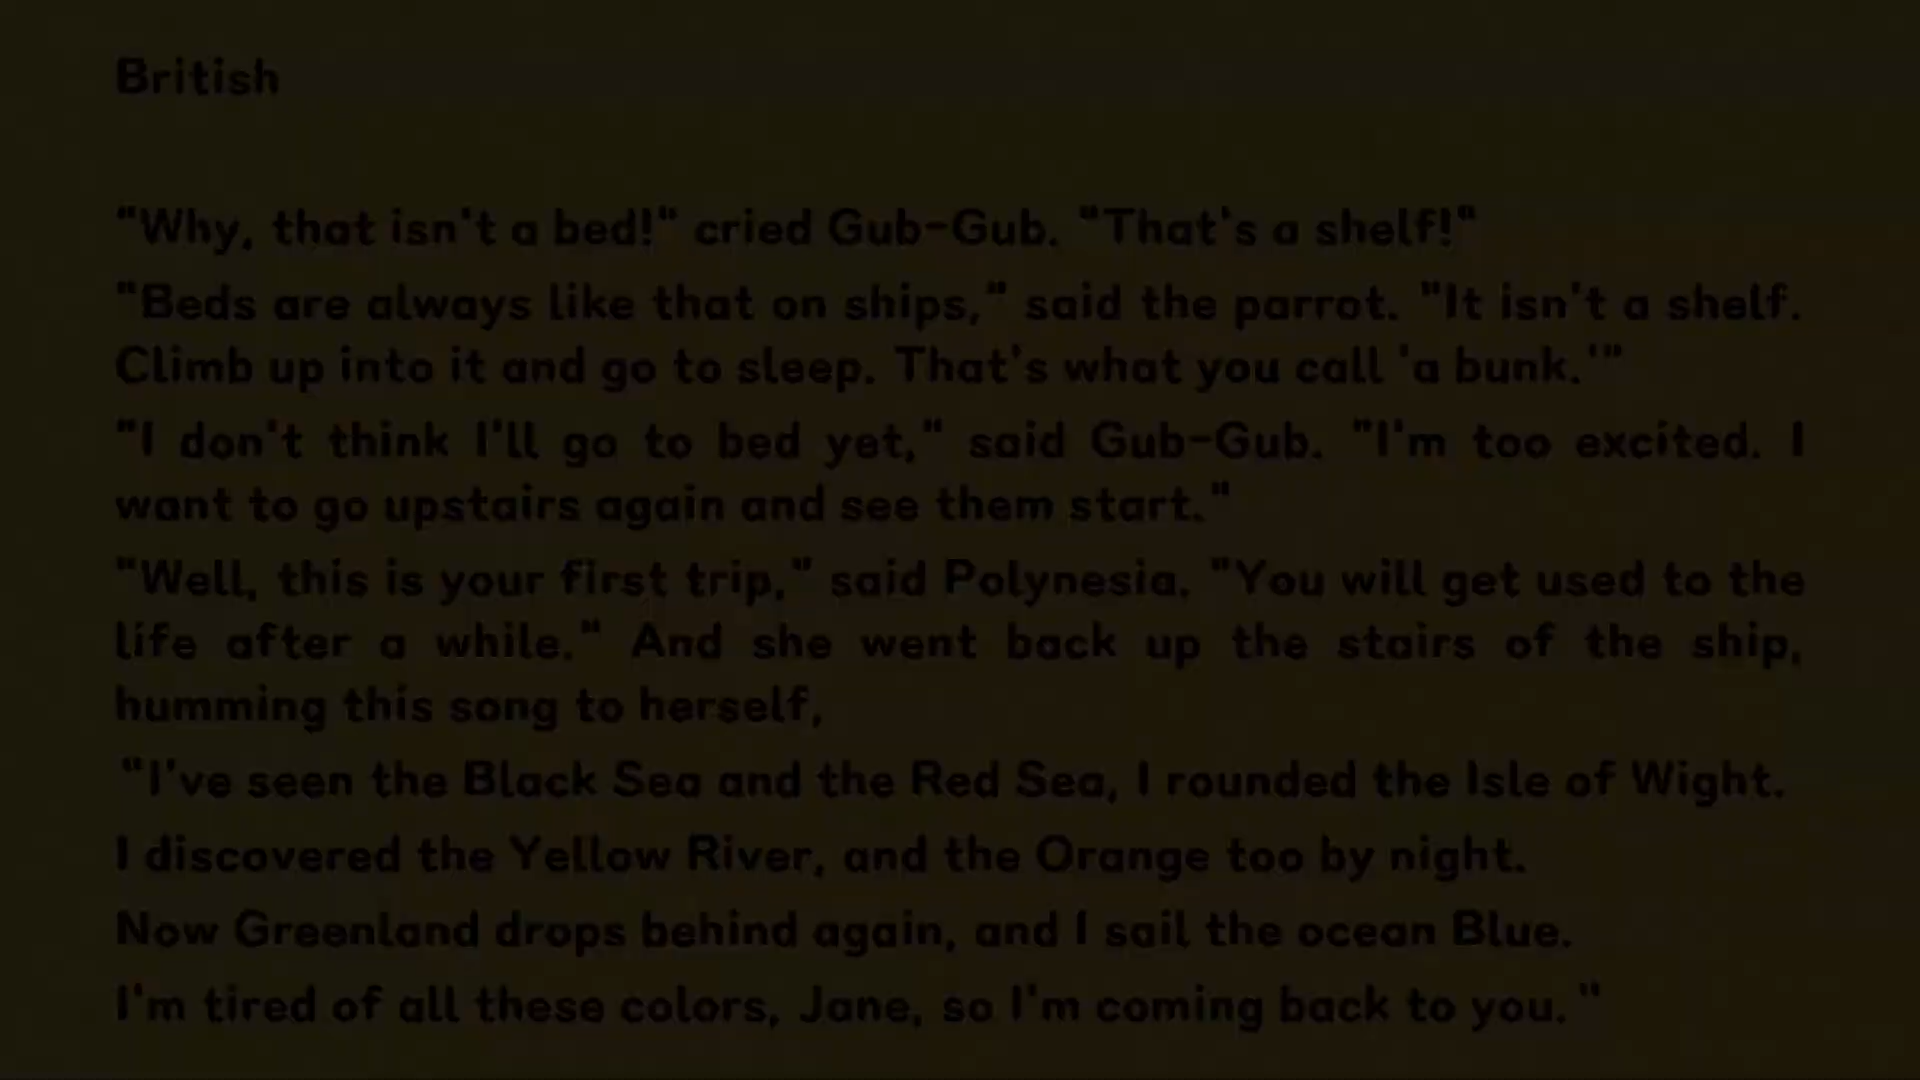 British
"Why, that isn't a bed!" cried Gub-Gub. "That's a shelf!"
"Beds are always like that on ships," said the parrot. "It isn't a shelf.
Climb up into it and go to sleep. That's what you call 'a bunk.'"
"I don't think I'll go to bed yet," said Gub-Gub. "I'm too excited. I
want to go upstairs again and see them start."
"Well, this is your first trip," said Polynesia. "You will get used to the
life after a while." And she went back up the stairs of the ship,
humming this song to herself,
"I've seen the Black Sea and the Red Sea, I rounded the Isle of Wight.
I discovered the Yellow River, and the Orange too by night.
Now Greenland drops behind again, and I sail the ocean Blue.
I'm tired of all these colors, Jane, so I'm coming back to you."